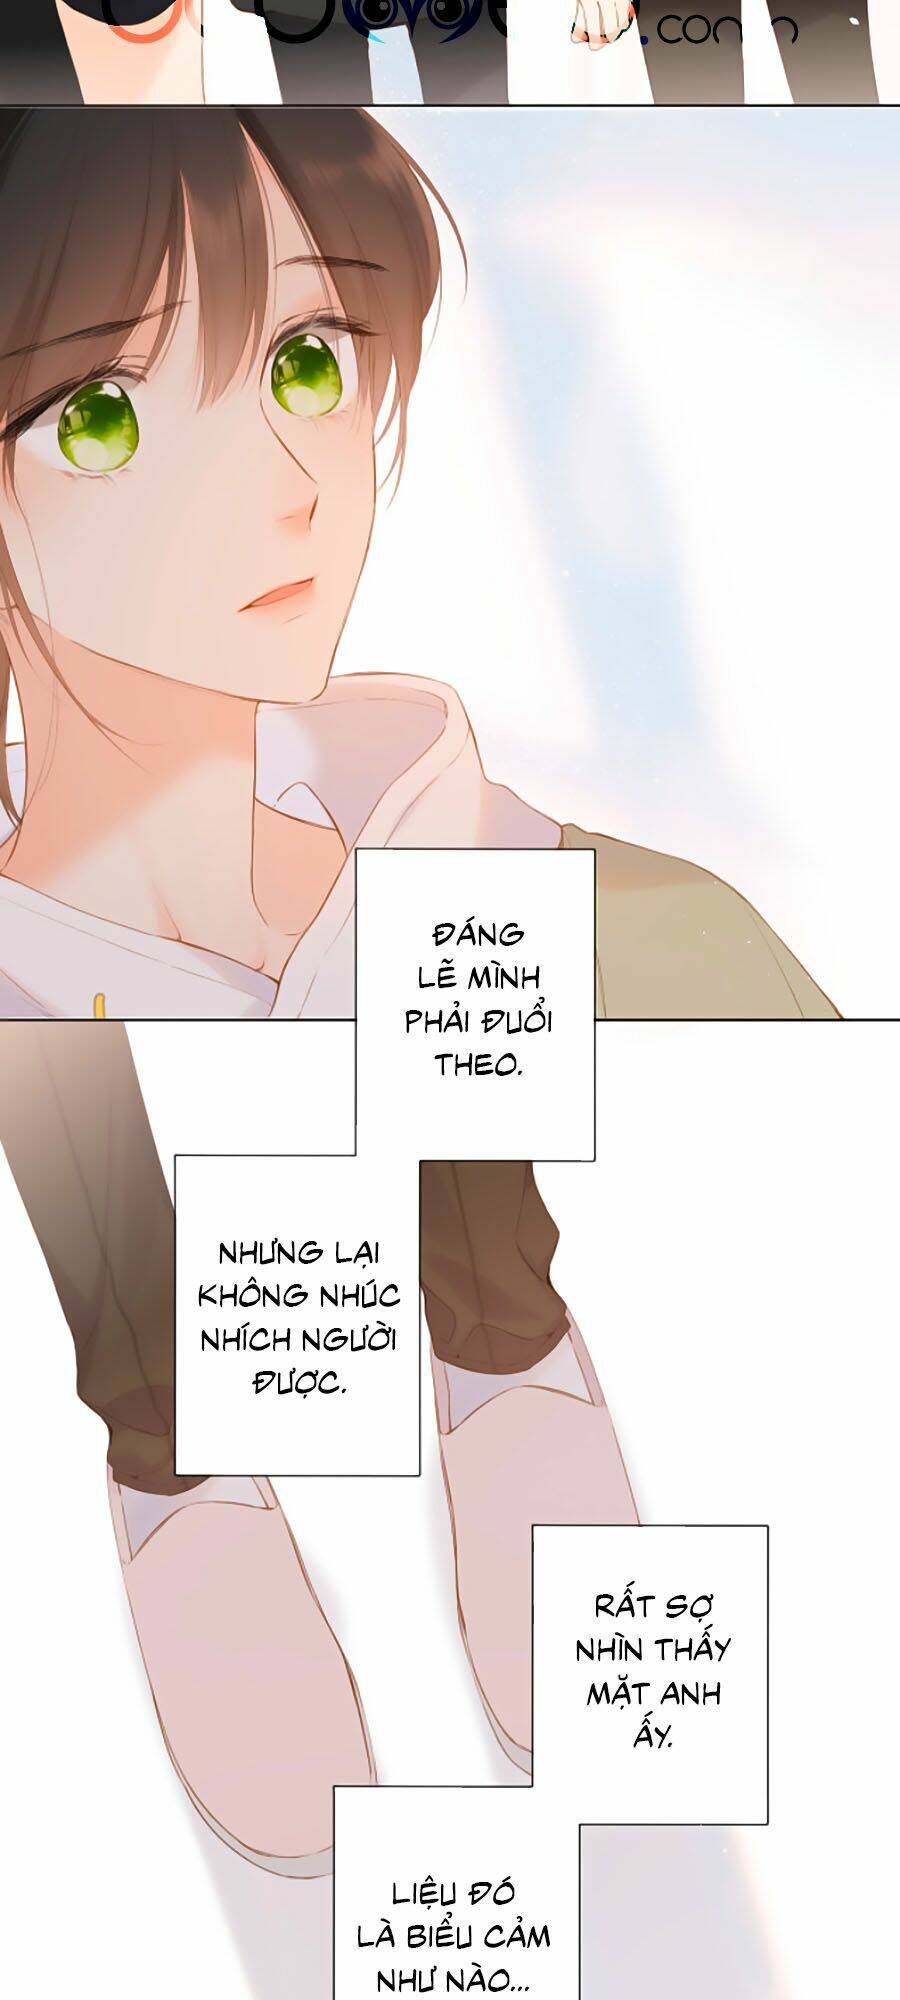 .com
ĐÁNG
LẼ MÌNH
PHẢI ĐUỔI
THEO.
NHƯNG LẠI
KHÔNG NHÚC
NHÍCH NGƯỜI
ĐƯỢC.
RẤT SỢ
NHÌN THẤY
MẶT ANH
ẤY.
LIỆU ĐÓ
LÀ BIỂU CẢM
NHƯ NÀO...